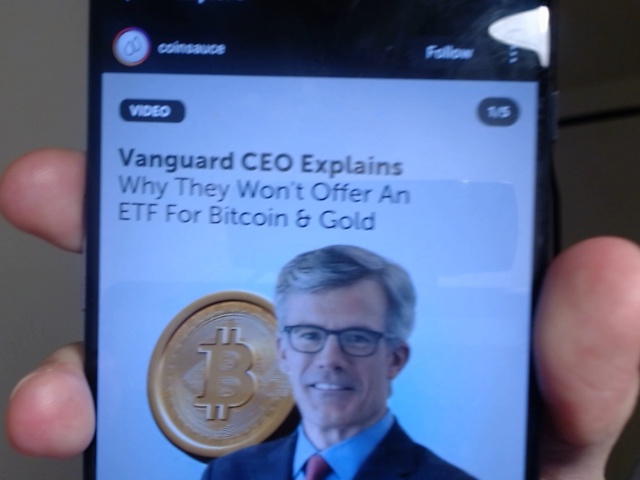 coinsauce
Follow
VIDEO
1/5
Vanguard CEO Explains
Why They Won't Offer An
ETF For Bitcoin & Gold